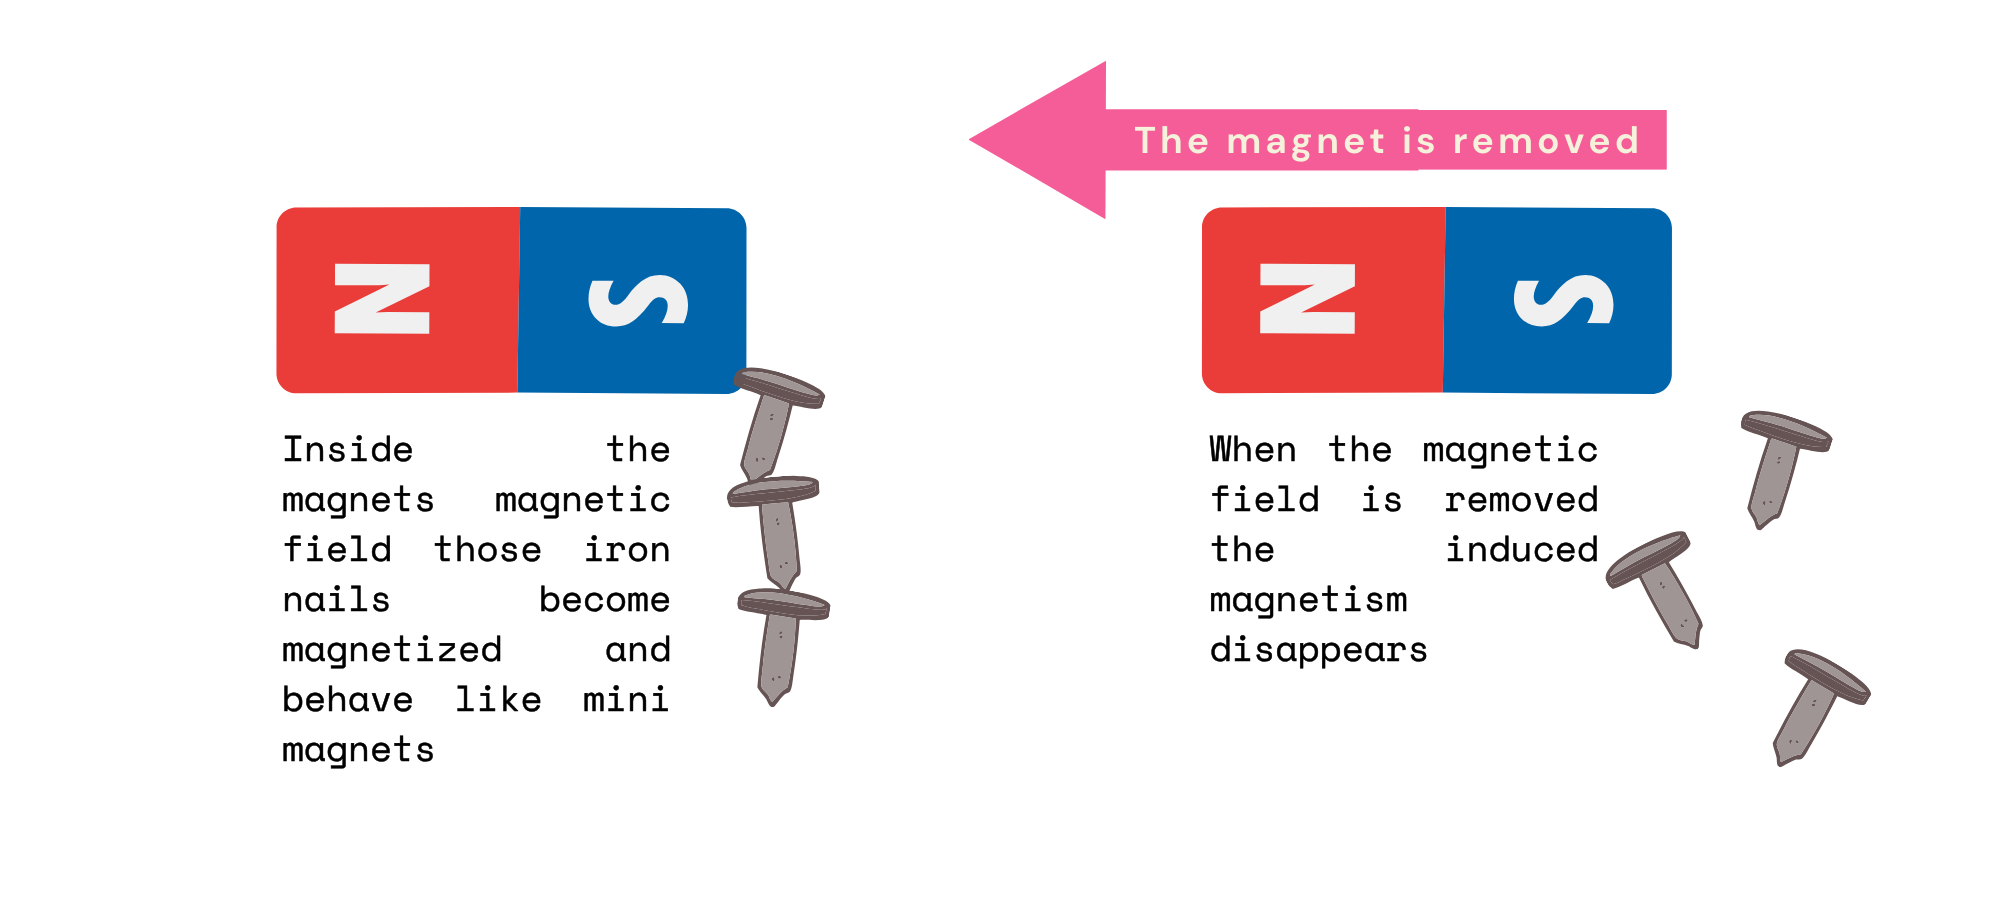 The magnet is removed
N S
Inside the
magnets magnetic
field those iron
nails become
magnetized and
behave like mini
magnets
N S
When the magnetic
field is removed
the induced
magnetism
disappears